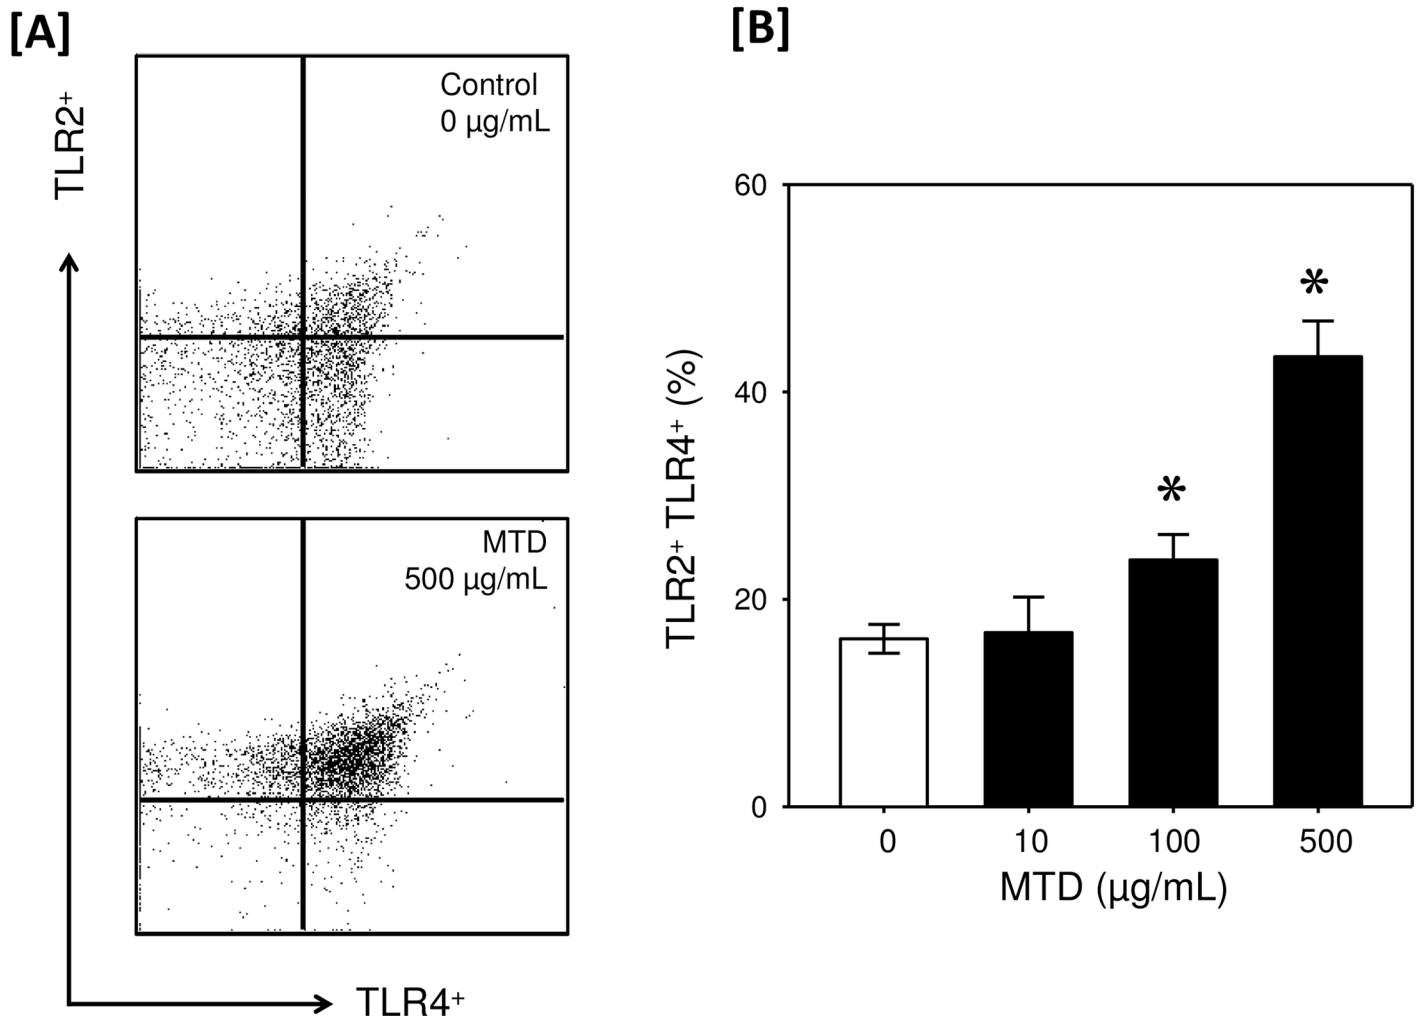 [A]
TLR2⁺
Control
0 µg/mL
MTD
500 µg/mL
TLR4⁺
[B]
TLR2⁺ TLR4⁺ (%)
60
40
20
0
*
*
0 10 100 500
MTD (µg/mL)